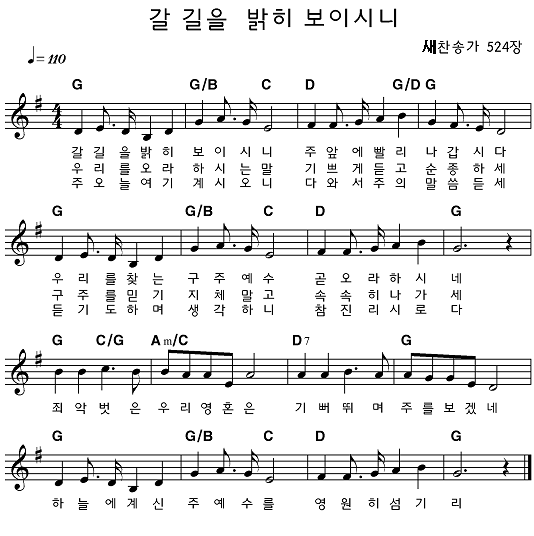 갈 길을 밝히 보이시니
새찬송가 524장
♩= 110
G G/B C D G/D G
갈 길 을 밝 히 보 이 시 니 주 앞 에 빨 리 나 갑 시 다
우 리 를 오 라 하 시 는 말 기 쁘 게 듣 고 순 종 하 세
주 오 늘 여 기 계 시 오 니 다 와 서 주 의 말 씀 듣 세
G G/B C D G
우 리 를 찾 는 구 주 예 수 곧 오 라 하 시 네
구 주 를 믿 기 지 체 말 고 속 속 히 나 가 세
듣 기 도 하 며 생 각 하 니 참 진 리 시 로 다
G C/G Am/C D7 G
죄 악 벗 은 우 리 영 혼 은 기 뻐 뛰 며 주 를 보 겠 네
G G/B C D G
하 늘 에 계 신 주 예 수 를 영 원 히 섬 기 리